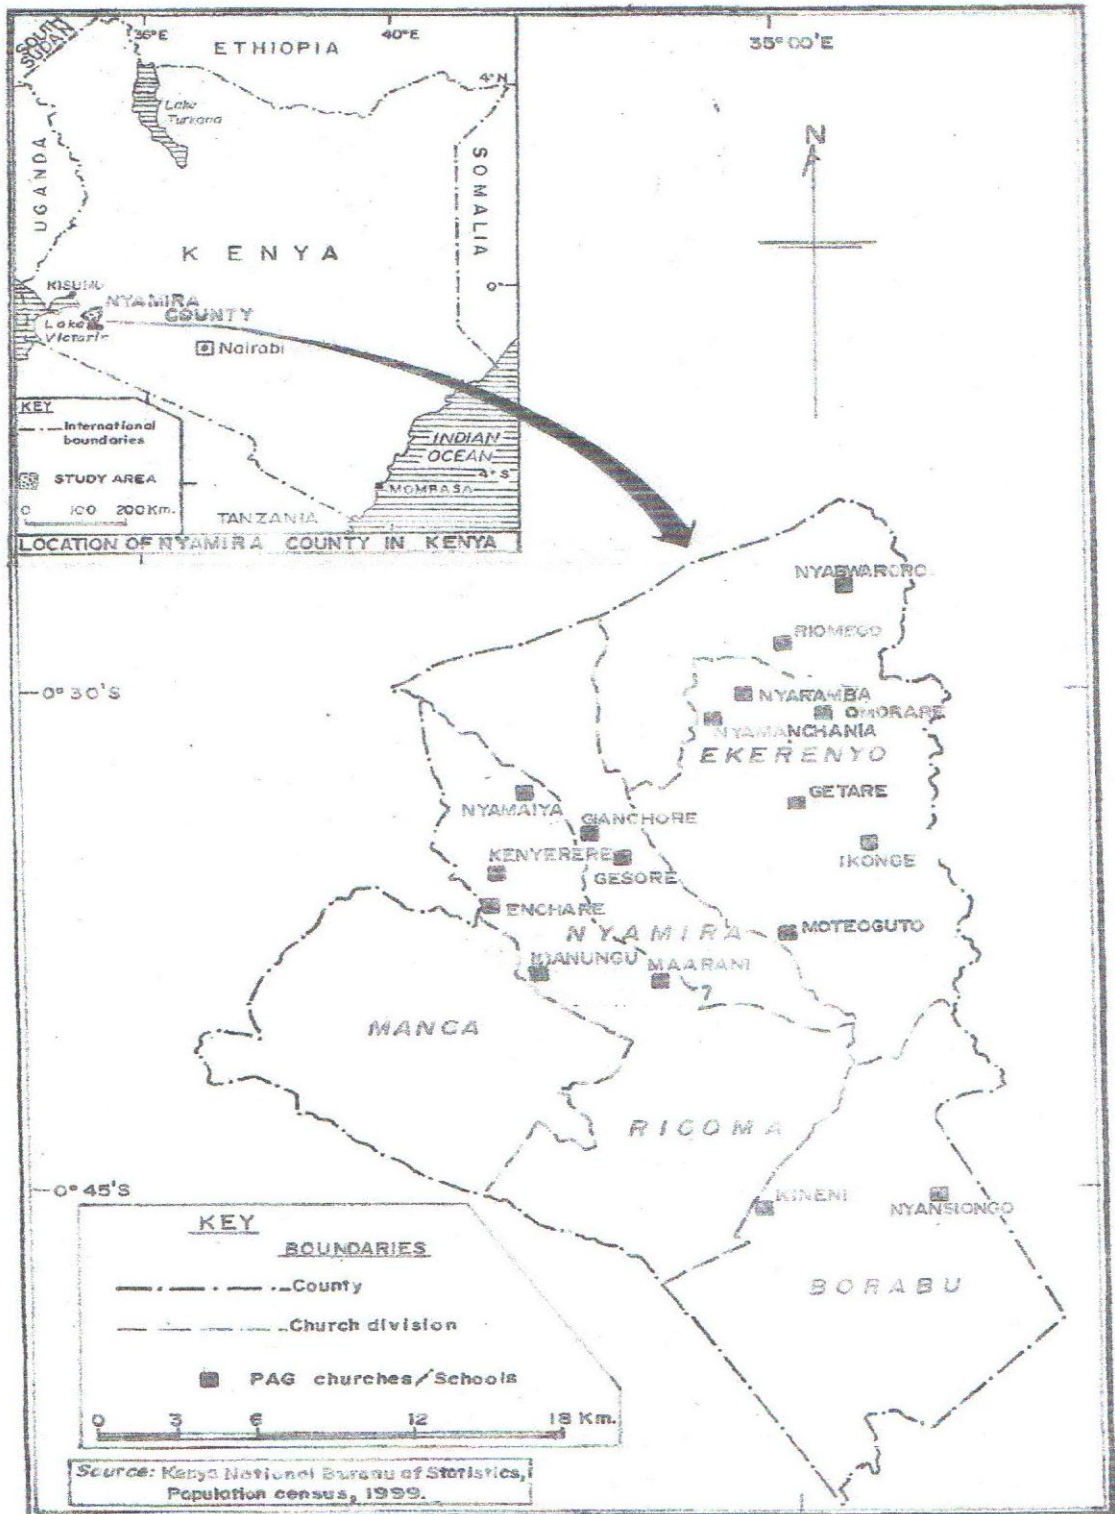 SOUTH
SUDAN
36°E
40°E
ETHIOPIA
4°N
Lake
Turkana
UGANDA
SOMALIA
KENYA
0°
KISUMU
NYAMIRA
COUNTY
Lake
Victoria
Nairobi
KEY
International
boundaries
STUDY AREA
0 100 200 Km.
INDIAN
OCEAN
4°S
MOMBASA
TANZANIA
LOCATION OF NYAMIRA COUNTY IN KENYA
35°00'E
N
NYABWARORO
RIOMEGO
0°30'S
NYARAMBA
OMORARE
NYAMANCHANIA
EKERENYO
NYAMAIYA
GETARE
GIANCHORE
IKONGE
KENYERERE
GESORE
ENCHARE
NYAMIRA
MOTEOGUTO
KIANUNGU
MAARANI
MANGA
RIGOMA
0°45'S
KINENI
NYANSIONGO
BORABU
KEY
BOUNDARIES
County
Church division
PAG churches/Schools
0 3 6 12 18 Km.
Source: Kenya National Bureau of Statistics,
Population census, 1999.